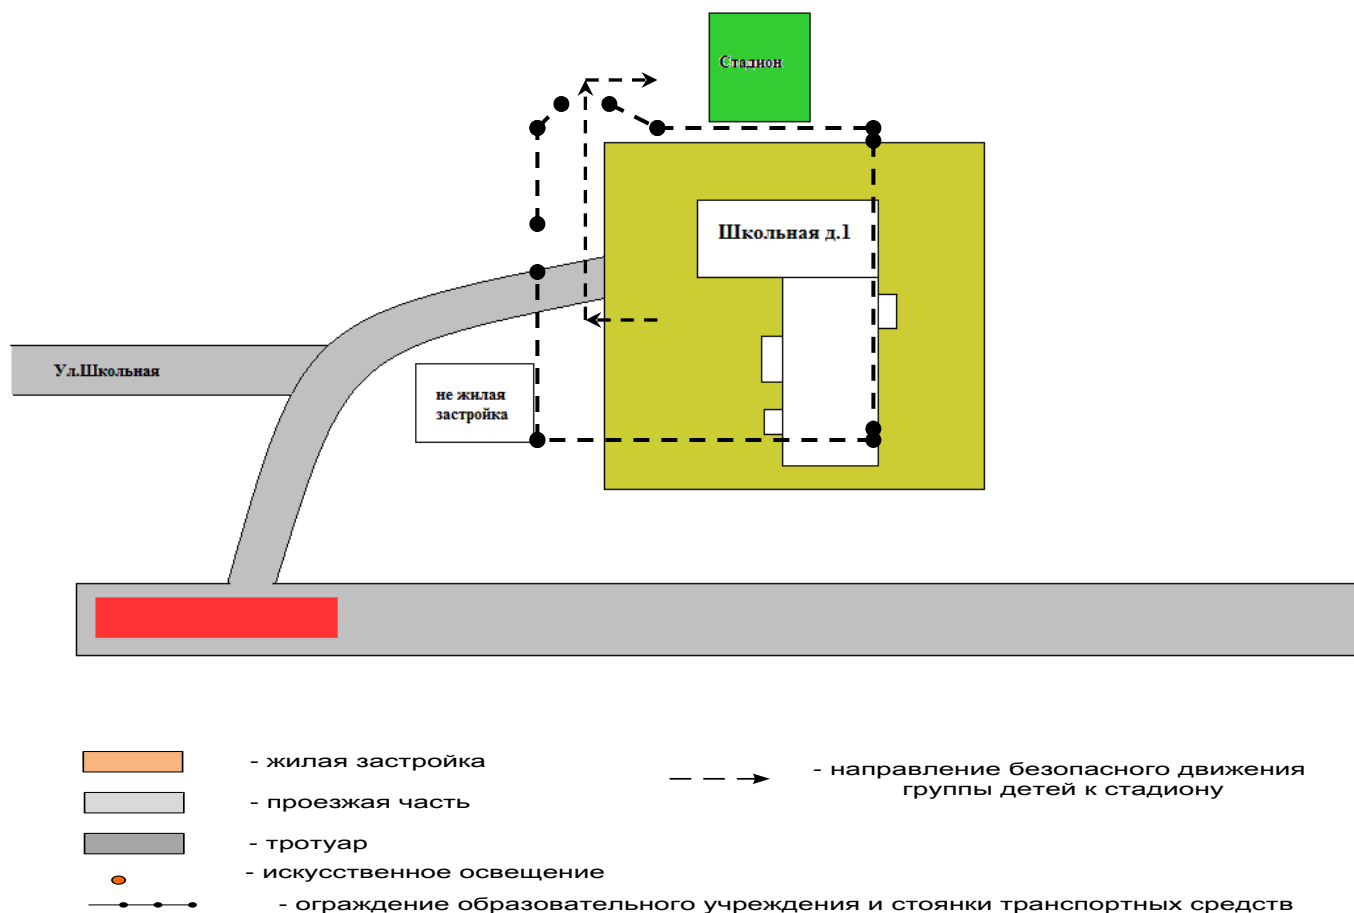 Стадион
Школьная д.1
Ул.Школьная
не жилая
застройка
- жилая застройка
- проезжая часть
- тротуар
- искусственное освещение
- ограждение образовательного учреждения и стоянки транспортных средств
- направление безопасного движения
группы детей к стадиону